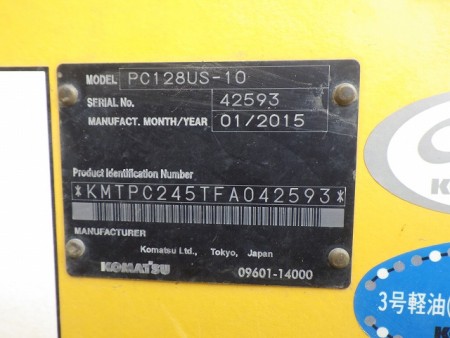 MODEL PC128US-10
SERIAL No. 42593
MANUFACT. MONTH/YEAR 01/2015
Product Identification Number
*KMTPC245TFA042593*
MANUFACTURER
Komatsu Ltd., Tokyo, Japan
KOMATSU 09601-14000
3号軽油(